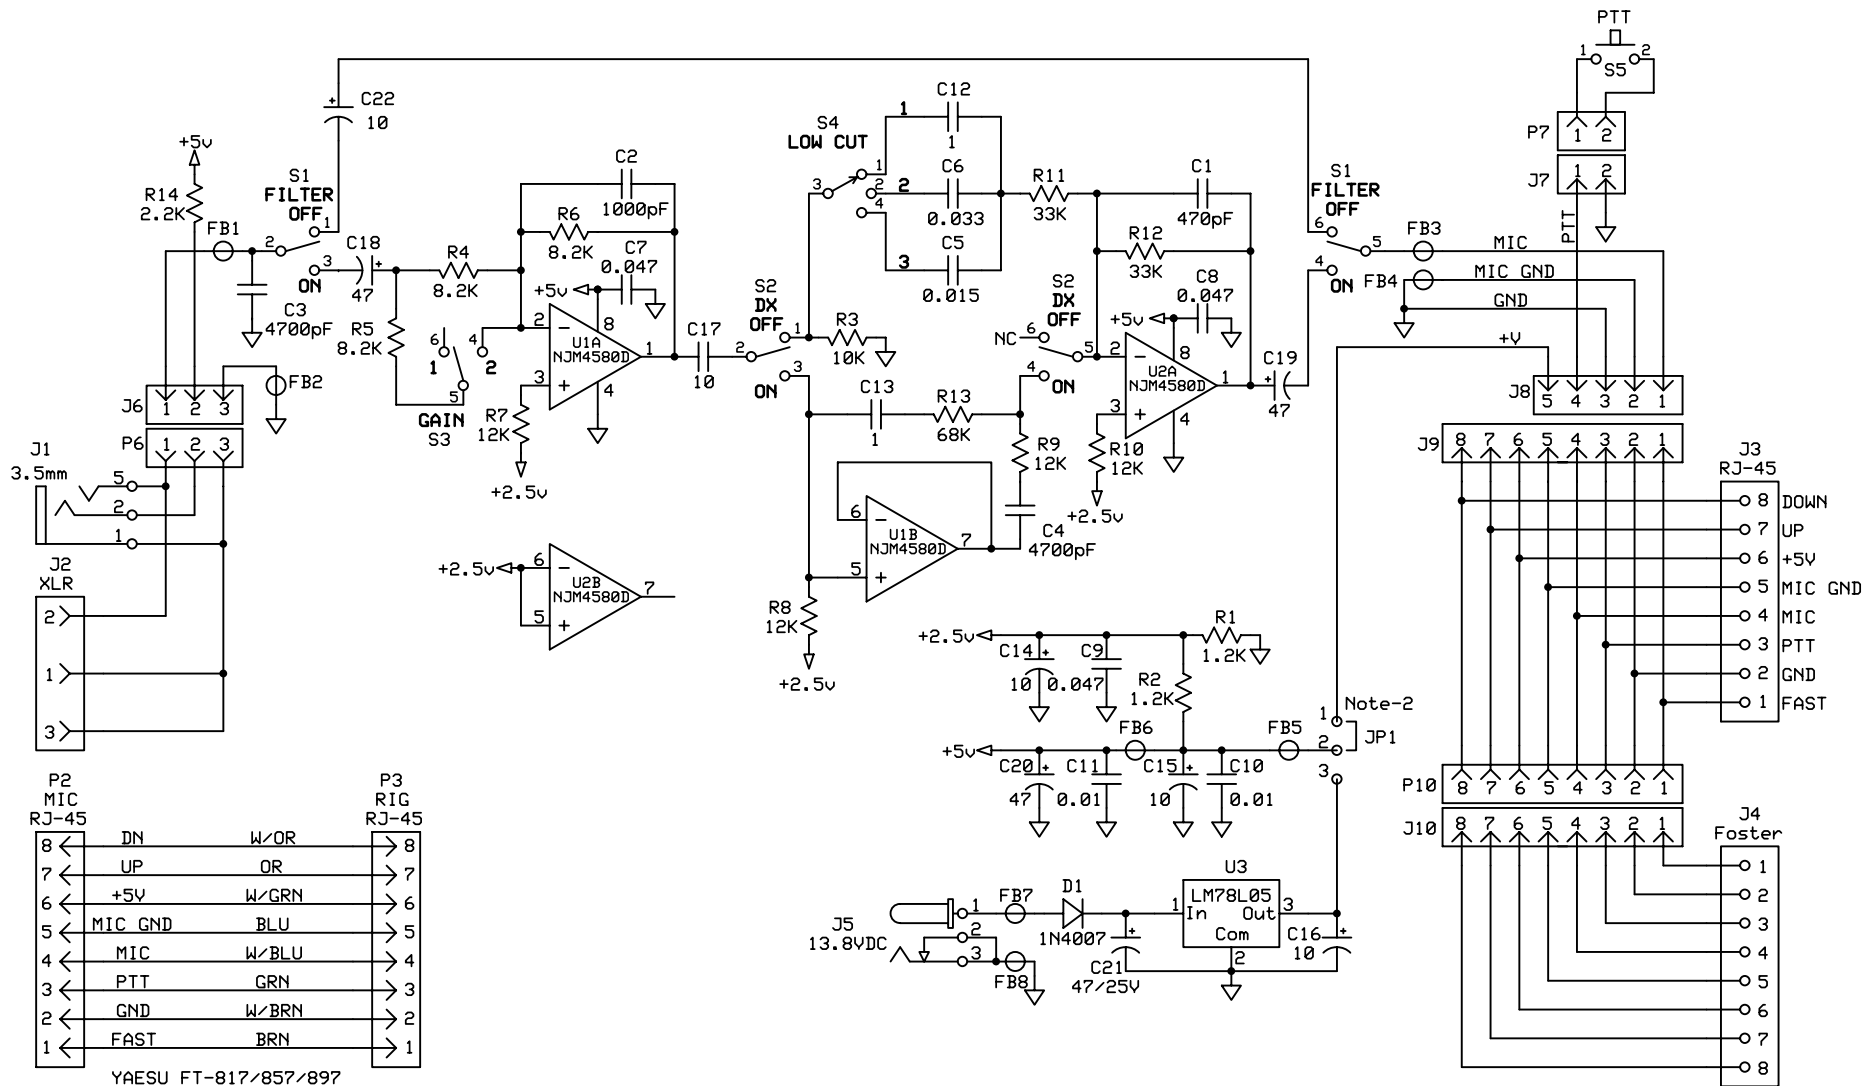 PTT
1 2
S5
P7 1 2
J7 1 2
PTT
C22
10
+
+5v
R14
2.2K
FB1
S1
FILTER
OFF
1
2
3
ON
C3
4700pF
C18
47
+
R4
8.2K
R5
8.2K
6
1
4
2
5
GAIN
S3
C2
1000pF
R6
8.2K
C7
0.047
+5v
2
8
U1A
NJM4580D
1
3
4
R7
12K
+2.5v
C17
10
S2
DX
OFF
1
2
3
ON
R3
10K
S4
LOW CUT
3
1
2
4
1
C12
1
2
C6
0.033
3
C5
0.015
R11
33K
C1
470pF
R12
33K
C8
0.047
+5v
S2
DX
OFF
NC 6
5
4
ON
2
8
U2A
NJM4580D
1
3
4
R10
12K
+2.5v
C19
47
+
S1
FILTER
OFF
6
5
4
ON
FB3
MIC
FB4
MIC GND
GND
+V
J8 5 4 3 2 1
J9 8 7 6 5 4 3 2 1
J3
RJ-45
8 DOWN
7 UP
6 +5V
5 MIC GND
4 MIC
3 PTT
2 GND
1 FAST
P10 8 7 6 5 4 3 2 1
J10 8 7 6 5 4 3 2 1
J4
Foster
1
2
3
4
5
6
7
8
J6 1 2 3
FB2
P6 1 2 3
J1
3.5mm
5
2
1
J2
XLR
2
1
3
C13
1
R13
68K
R9
12K
C4
4700pF
6
U1B
NJM4580D
7
5
R8
12K
+2.5v
+2.5v
6
U2B
NJM4580D
7
5
+2.5v
R1
1.2K
C14
10
+
C9
0.047
R2
1.2K
+5v
FB6
FB5
C20
47
+
C11
0.01
C15
10
+
C10
0.01
Note-2
1
2
3
JP1
J5
13.8VDC
1
2
3
FB7
FB8
D1
1N4007
C21
47/25V
+
U3
LM78L05
1
In
Out
3
Com
2
C16
10
+
P2
MIC
RJ-45
P3
RIG
RJ-45
8 DN W/OR 8
7 UP OR 7
6 +5V W/GRN 6
5 MIC GND BLU 5
4 MIC W/BLU 4
3 PTT GRN 3
2 GND W/BRN 2
1 FAST BRN 1
YAESU FT-817/857/897